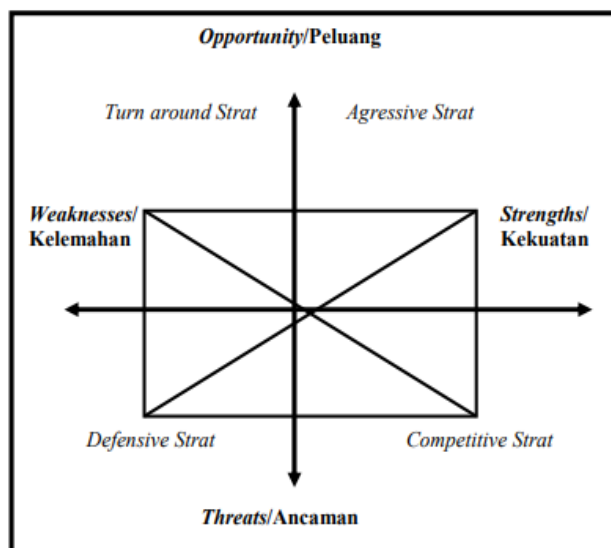 Opportunity/Peluang
Turn around Strat
Agressive Strat
Weaknesses/
Kelemahan
Strengths/
Kekuatan
Defensive Strat
Competitive Strat
Threats/Ancaman